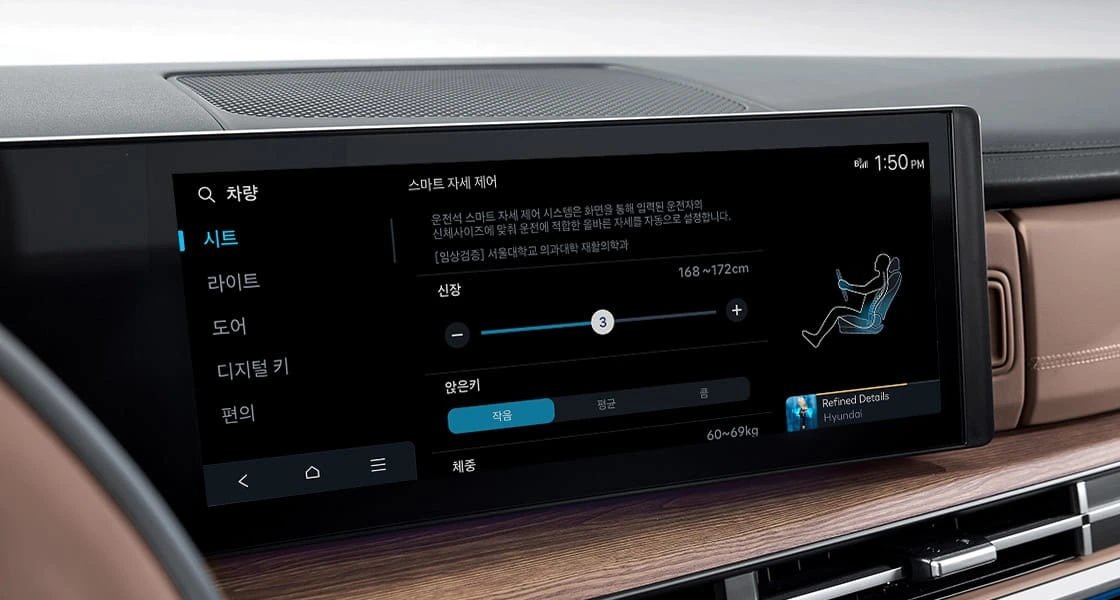 차량
시트
라이트
도어
디지털 키
편의
스마트 자세 제어
운전석 스마트 자세 제어 시스템은 화면을 통해 입력된 운전자의
신체사이즈에 맞춰 운전에 적합한 올바른 자세를 자동으로 설정합니다.
[임상검증] 서울대학교 의과대학 재활의학과
신장
168 ~172cm
3
앉은키
작음 평균 큼
체중
60~69kg
1:50 PM
Refined Details
Hyundai